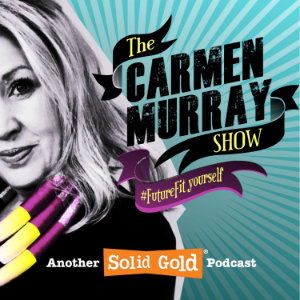 The
CARMEN
MURRAY
SHOW
#FutureFit yourself
Another Solid Gold® Podcast